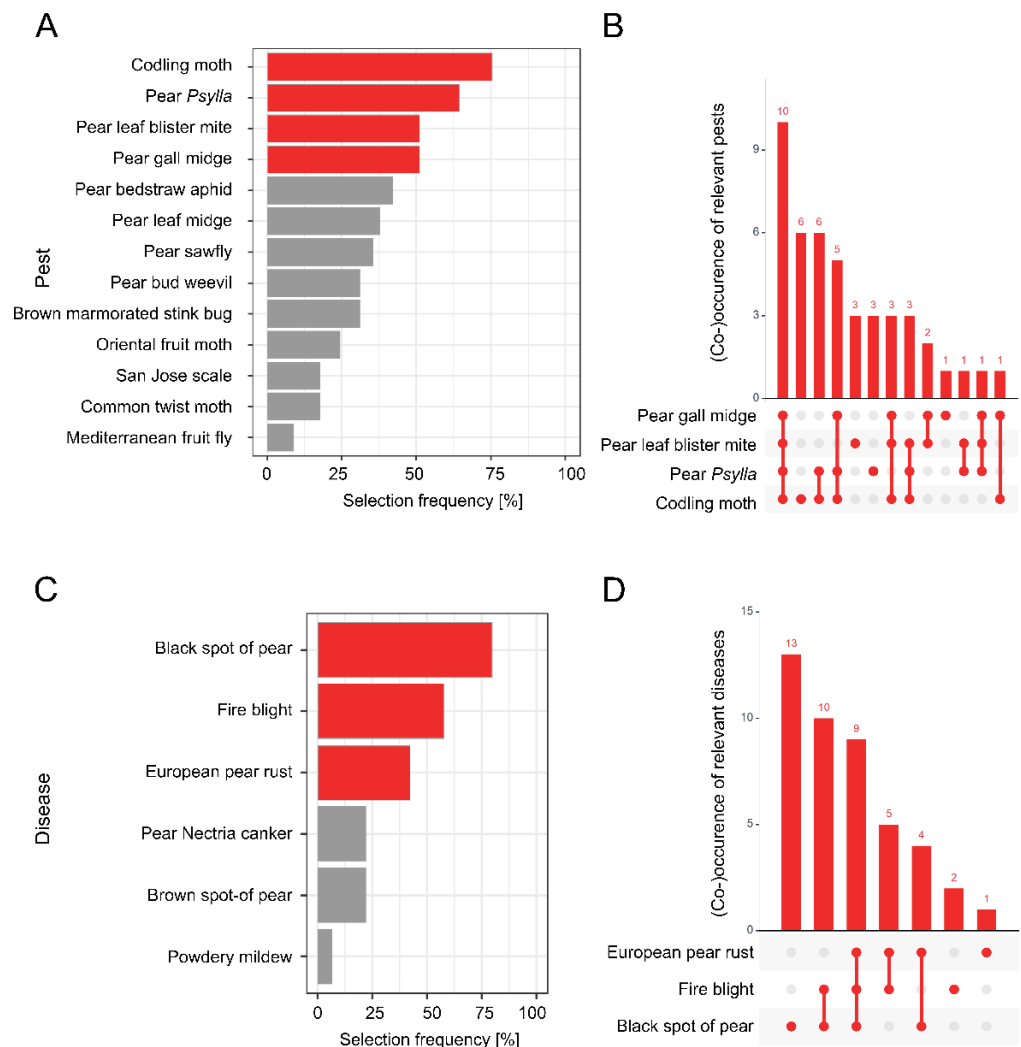 A
Pest
Codling moth
Pear Psylla
Pear leaf blister mite
Pear gall midge
Pear bedstraw aphid
Pear leaf midge
Pear sawfly
Pear bud weevil
Brown marmorated stink bug
Oriental fruit moth
San Jose scale
Common twist moth
Mediterranean fruit fly
0 25 50 75 100
Selection frequency [%]
B
(Co-)occurence of relevant pests
9
6
3
0
10 6 6 5 3 3 3 3 2 1 1 1 1
Pear gall midge
Pear leaf blister mite
Pear Psylla
Codling moth
C
Disease
Black spot of pear
Fire blight
European pear rust
Pear Nectria canker
Brown spot-of pear
Powdery mildew
0 25 50 75 100
Selection frequency [%]
D
(Co-)occurence of relevant diseases
15
10
5
0
13 10 9 5 4 2 1
European pear rust
Fire blight
Black spot of pear